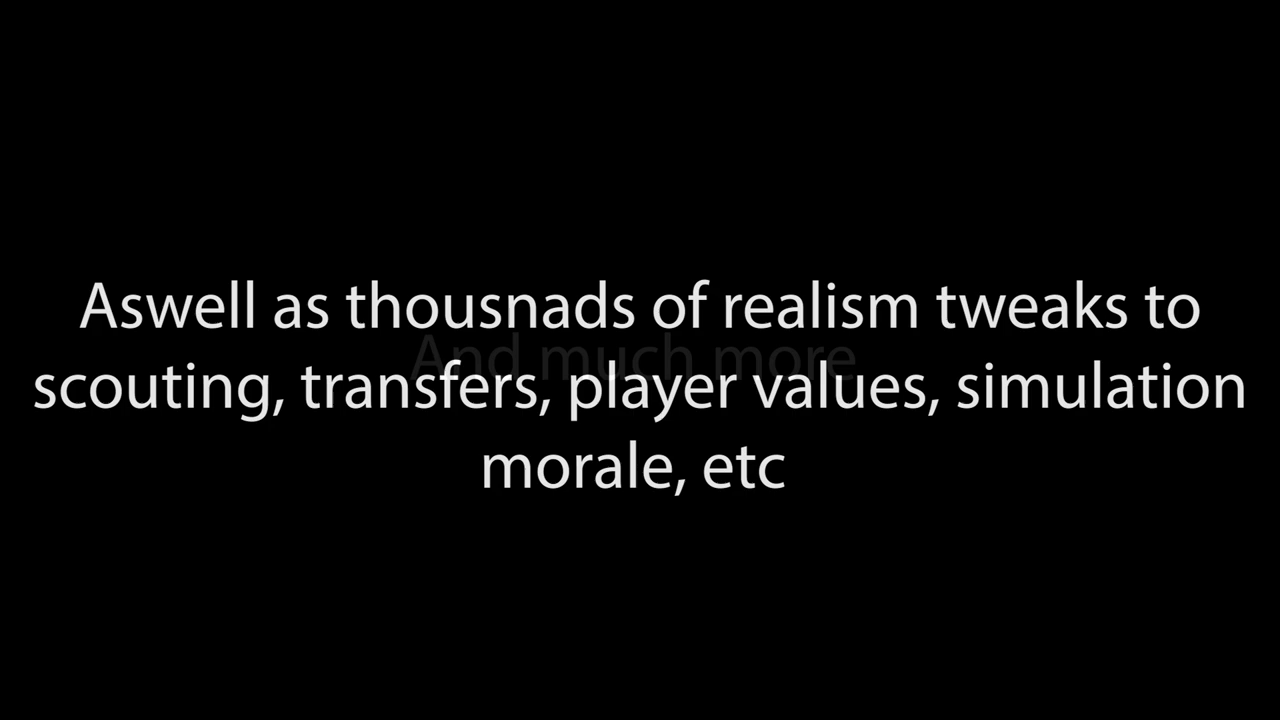 Aswell as thousnads of realism tweaks to
And much more
scouting, transfers, player values, simulation
morale, etc